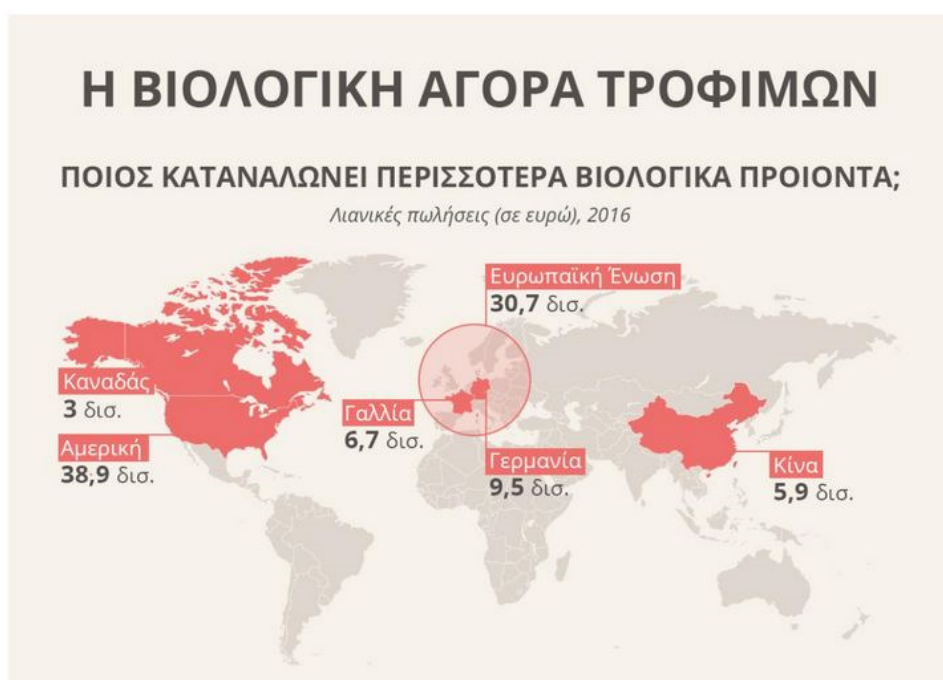 Η ΒΙΟΛΟΓΙΚΗ ΑΓΟΡΑ ΤΡΟΦΙΜΩΝ
ΠΟΙΟΣ ΚΑΤΑΝΑΛΩΝΕΙ ΠΕΡΙΣΣΟΤΕΡΑ ΒΙΟΛΟΓΙΚΑ ΠΡΟΙΟΝΤΑ;
Λιανικές πωλήσεις (σε ευρώ), 2016
Ευρωπαϊκή Ένωση
30,7 δισ.
Καναδάς
3 δισ.
Γαλλία
6,7 δισ.
Αμερική
38,9 δισ.
Γερμανία
9,5 δισ.
Κίνα
5,9 δισ.